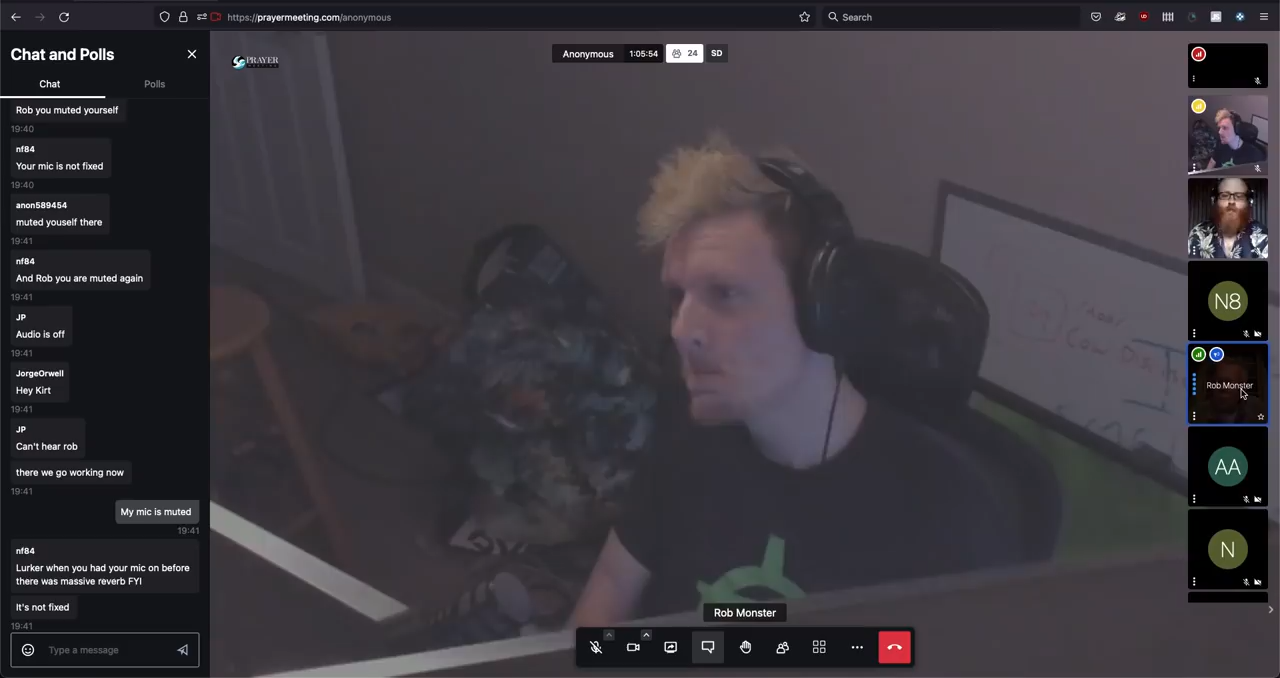 https://prayermeeting.com/anonymous
Search
Chat and Polls
Chat
Polls
Rob you muted yourself
19:40
nf84
Your mic is not fixed
19:40
anon589454
muted youself there
19:41
nf84
And Rob you are muted again
19:41
JP
Audio is off
19:41
JorgeOrwell
Hey Kirt
19:41
JP
Can't hear rob
there we go working now
19:41
My mic is muted
19:41
nf84
Lurker when you had your mic on before
there was massive reverb FYI
It's not fixed
19:41
Type a message
PRAYER
MEETING
Anonymous
1:05:54
24
SD
Rob Monster
N8
Rob Monster
AA
N